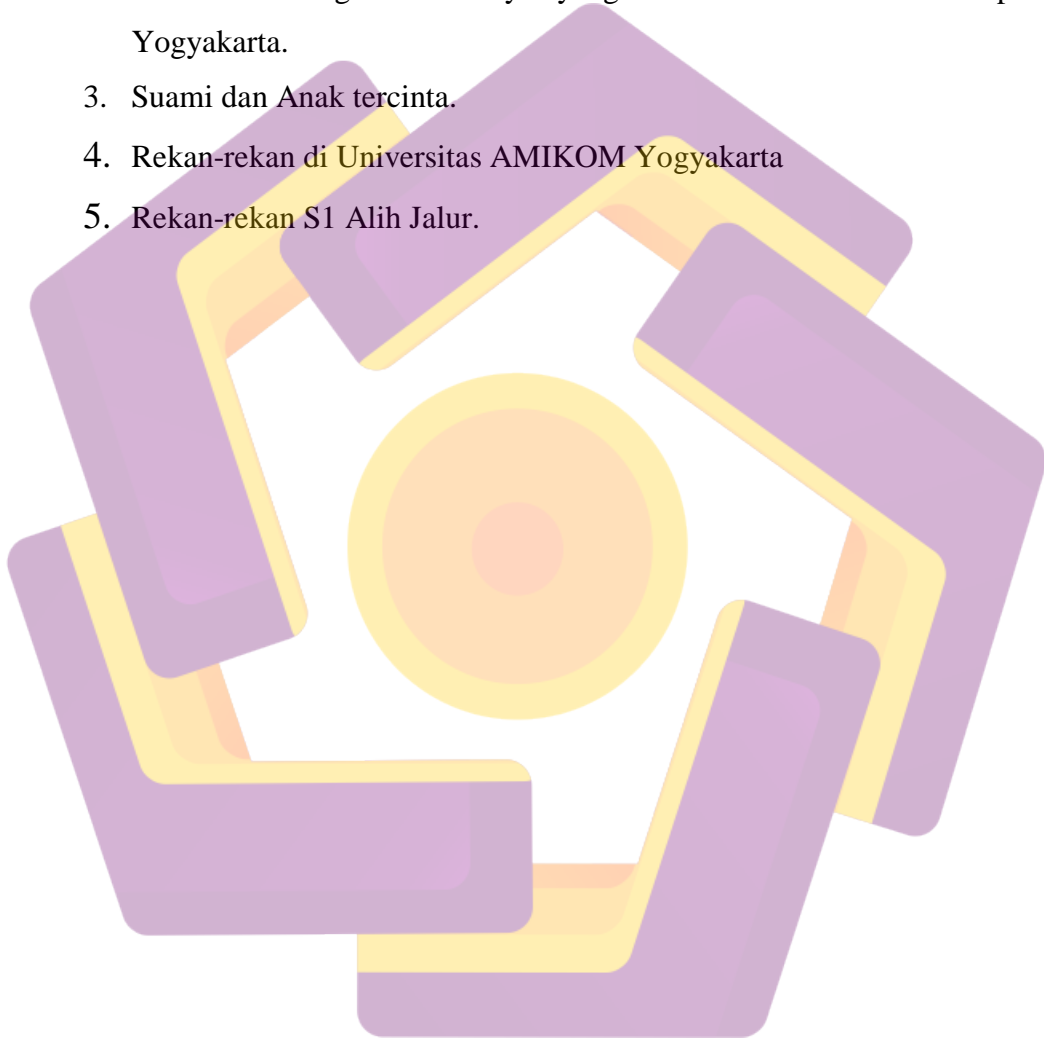 Yogyakarta.
3. Suami dan Anak tercinta.
4. Rekan-rekan di Universitas AMIKOM Yogyakarta
5. Rekan-rekan S1 Alih Jalur.